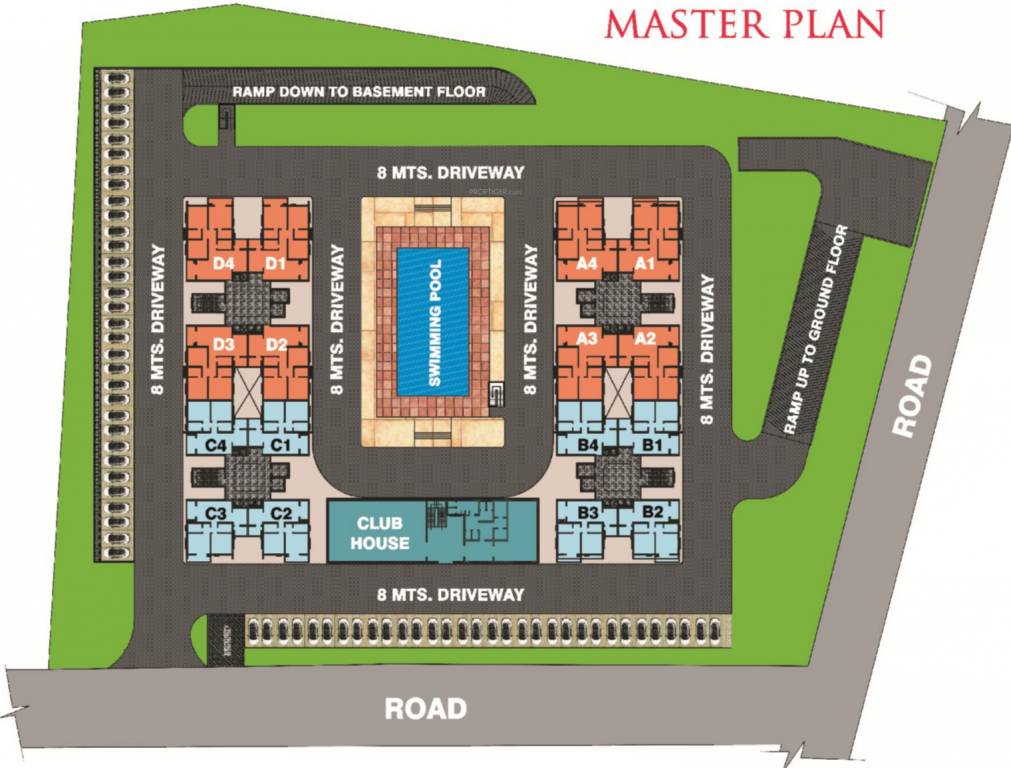 MASTER PLAN
RAMP DOWN TO BASEMENT FLOOR
8 MTS. DRIVEWAY
PROPTIGER.com
D4 D1
A4 A1
8 MTS. DRIVEWAY
8 MTS. DRIVEWAY
SWIMMING POOL
8 MTS. DRIVEWAY
8 MTS. DRIVEWAY
RAMP UP TO GROUND FLOOR
ROAD
D3 D2
A3 A2
C4 C1
B4 B1
C3 C2
B3 B2
CLUB
HOUSE
8 MTS. DRIVEWAY
ROAD